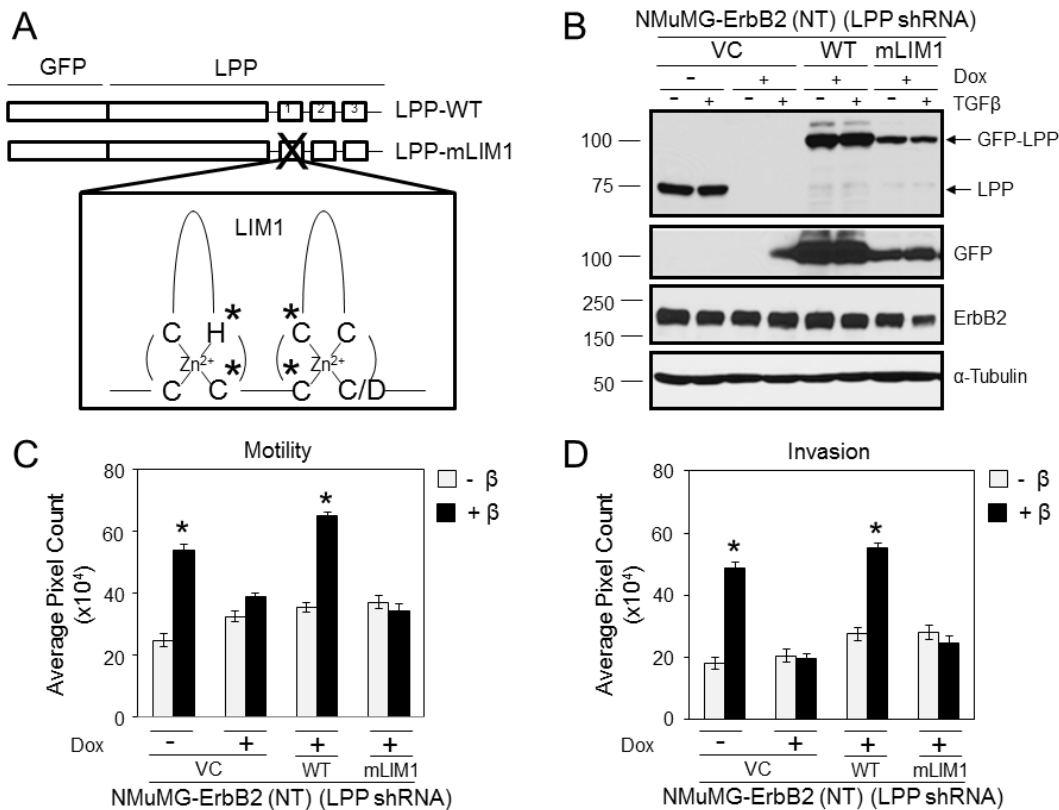 A
GFP LPP
1 2 3 LPP-WT
LPP-mLIM1
LIM1
C H * * C C
Zn2+ * * Zn2+
C C C C/D
B
NMuMG-ErbB2 (NT) (LPP shRNA)
VC WT mLIM1
- + + + Dox
- + - + - + - + TGFβ
100 GFP-LPP
75 LPP
100 GFP
250
150 ErbB2
50 α-Tubulin
C
Motility
Average Pixel Count
(x10⁴)
80
60
40
20
0
* *
- β
+ β
Dox - + + +
VC WT mLIM1
NMuMG-ErbB2 (NT) (LPP shRNA)
D
Invasion
Average Pixel Count
(x10⁴)
80
60
40
20
0
* *
- β
+ β
Dox - + + +
VC WT mLIM1
NMuMG-ErbB2 (NT) (LPP shRNA)